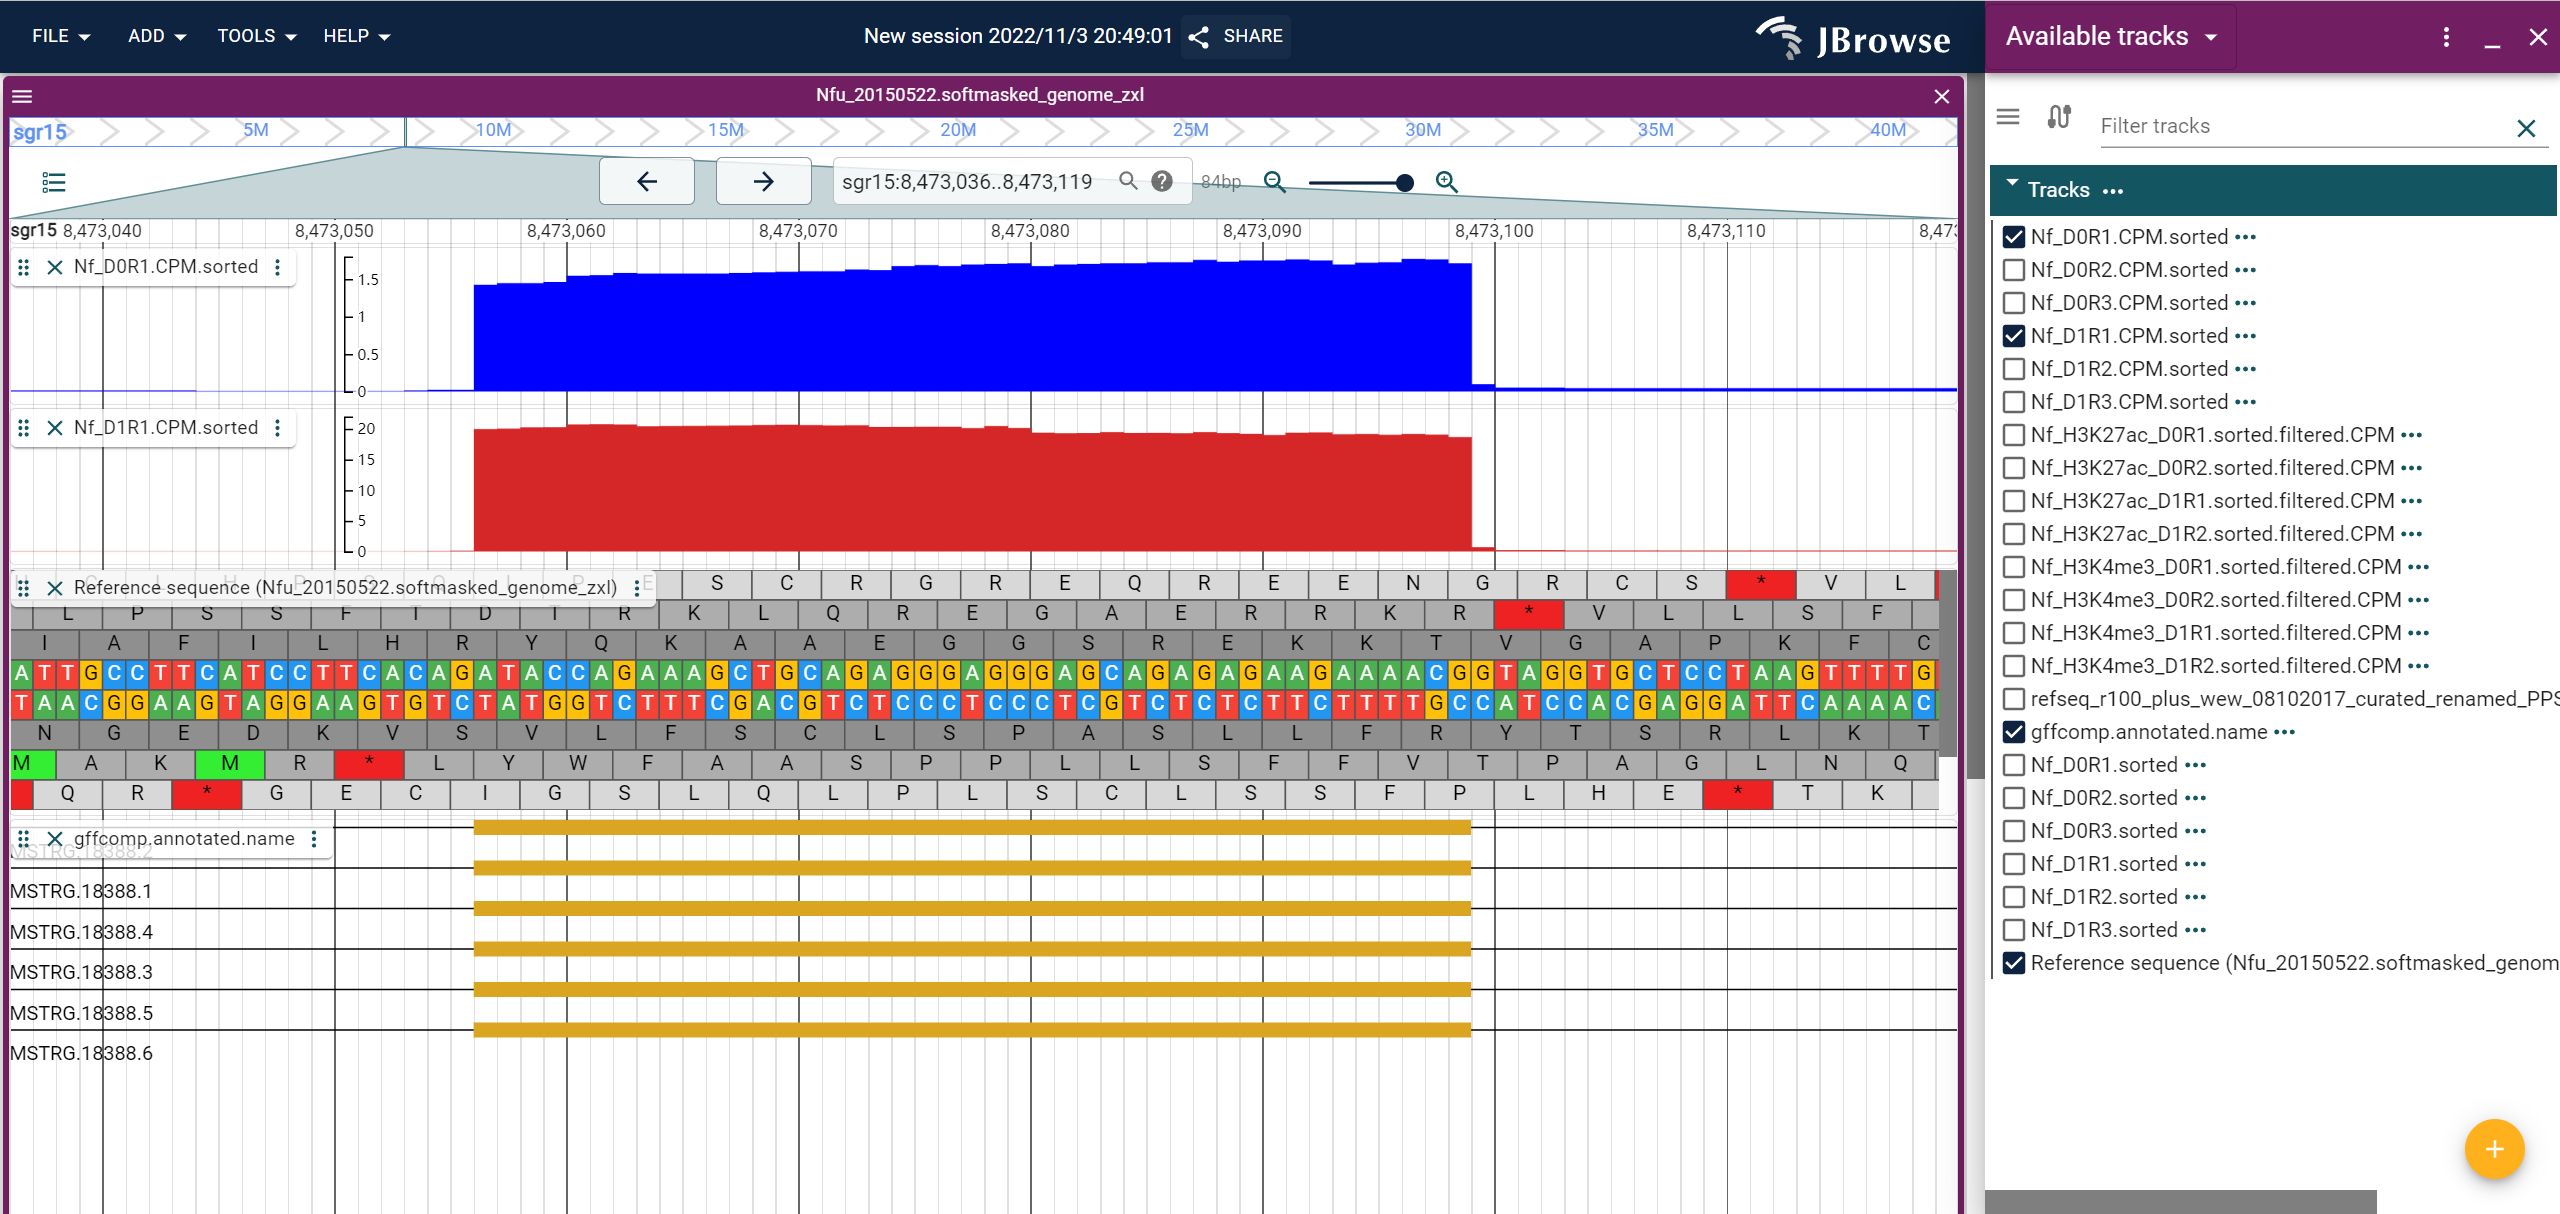 FILE
ADD
TOOLS
HELP
New session 2022/11/3 20:49:01
SHARE
JBrowse
Available tracks
Nfu_20150522.softmasked_genome_zxl
sgr15 5M 10M 15M 20M 25M 30M 35M 40M
sgr15:8,473,036..8,473,119
84bp
sgr15 8,473,040 8,473,050 8,473,060 8,473,070 8,473,080 8,473,090 8,473,100 8,473,110 8,473
Nf_D0R1.CPM.sorted
1.5
1
0.5
0
Nf_D1R1.CPM.sorted
20
15
10
5
0
Reference sequence (Nfu_20150522.softmasked_genome_zxl)
E S C R G R E Q R E E N G R C S * V L
L P S S F T D T R K L Q R E G A E R R K R * V L L S F
I A F I L H R Y Q K A A E G G S R E K K T V G A P K F C
A T T G C C T T C A T C C T T C A C A G A T A C C A G A A A G C T G C A G A G G G A G G G A G C A G A G A G A A G A A A A C G G T A G G T G C T C C T A A G T T T T G
T A A C G G A A G T A G G A A G T G T C T A T G G T C T T T C G A C G T C T C C C T C C C T C G T C T C T C T T C T T T T G C C A T C C A C G A G G A T T C A A A A C
N G E D K V S V L F S C L S P A S L L F R Y T S R L K T
M A K M R * L Y W F A A S P P L L S F F V T P A G L N Q
Q R * G E C I G S L Q L P L S C L S S F P L H E * T K
gffcomp.annotated.name
MSTRG.18388.2
MSTRG.18388.1
MSTRG.18388.4
MSTRG.18388.3
MSTRG.18388.5
MSTRG.18388.6
Filter tracks
Tracks
Nf_D0R1.CPM.sorted
Nf_D0R2.CPM.sorted
Nf_D0R3.CPM.sorted
Nf_D1R1.CPM.sorted
Nf_D1R2.CPM.sorted
Nf_D1R3.CPM.sorted
Nf_H3K27ac_D0R1.sorted.filtered.CPM
Nf_H3K27ac_D0R2.sorted.filtered.CPM
Nf_H3K27ac_D1R1.sorted.filtered.CPM
Nf_H3K27ac_D1R2.sorted.filtered.CPM
Nf_H3K4me3_D0R1.sorted.filtered.CPM
Nf_H3K4me3_D0R2.sorted.filtered.CPM
Nf_H3K4me3_D1R1.sorted.filtered.CPM
Nf_H3K4me3_D1R2.sorted.filtered.CPM
refseq_r100_plus_wew_08102017_curated_renamed_PPS
gffcomp.annotated.name
Nf_D0R1.sorted
Nf_D0R2.sorted
Nf_D0R3.sorted
Nf_D1R1.sorted
Nf_D1R2.sorted
Nf_D1R3.sorted
Reference sequence (Nfu_20150522.softmasked_genom